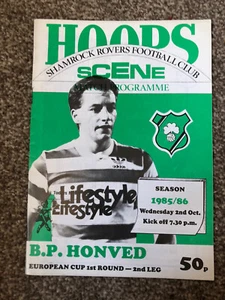 HOOPS
SHAMROCK ROVERS FOOTBALL CLUB
SCENE
PROGRAMME
SEASON
1985/86
Wednesday 2nd Oct.
Kick off 7.30 p.m.
Lifestyle
Lifestyle
B.P. HONVED
EUROPEAN CUP 1st ROUND — 2nd LEG
50p